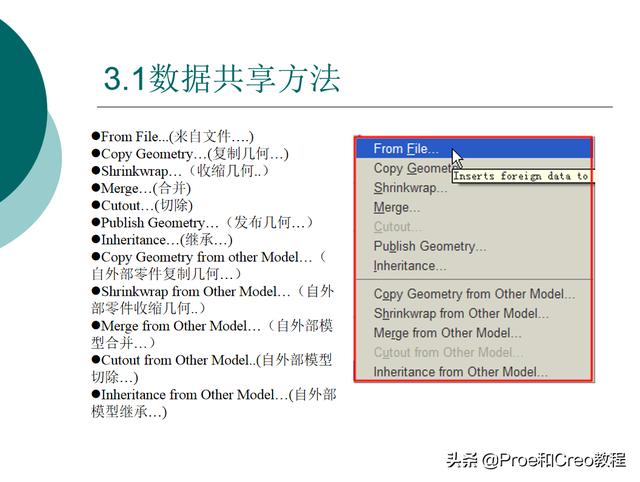 3.1数据共享方法
●From File...(来自文件….)
●Copy Geometry…(复制几何…)
●Shrinkwrap…（收缩几何..）
●Merge…(合并)
●Cutout…(切除)
●Publish Geometry…（发布几何…）
●Inheritance…(继承…)
●Copy Geometry from other Model…（
自外部零件复制几何…）
●Shrinkwrap from Other Model…（自外
部零件收缩几何..）
●Merge from Other Model…（自外部模
型合并…）
●Cutout from Other Model..(自外部模型
切除…)
●Inheritance from Other Model…(自外部
模型继承…)
From File...
Copy Geomet
Inserts foreign data to
Shrinkwrap...
Merge...
Cutout...
Publish Geometry...
Inheritance...
Copy Geometry from Other Model...
Shrinkwrap from Other Model...
Merge from Other Model...
Cutout from Other Model...
Inheritance from Other Model...
头条 @Proe和Creo教程